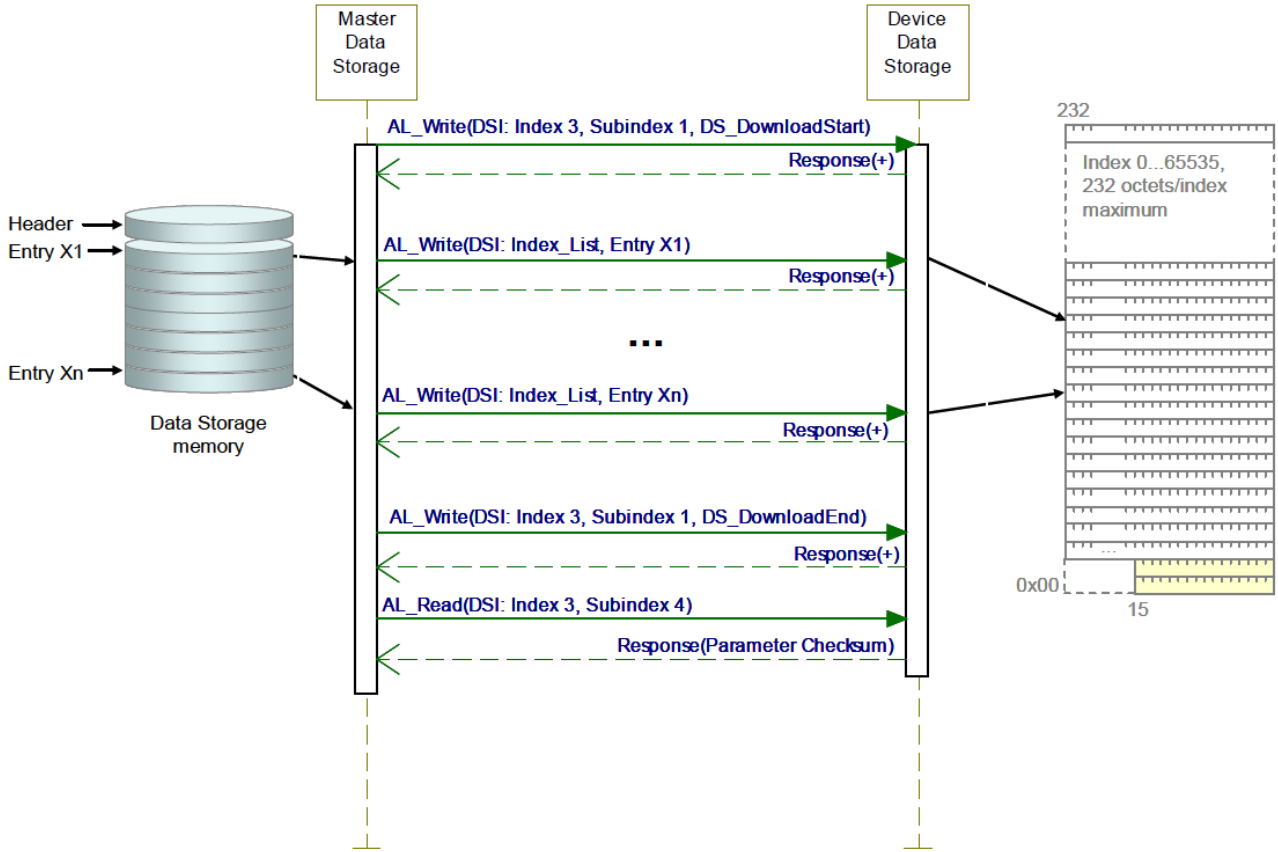 Master
Data
Storage
Device
Data
Storage
232
AL_Write(DSI: Index 3, Subindex 1, DS_DownloadStart)
Response(+)
Index 0...65535,
232 octets/index
maximum
Header
Entry X1
AL_Write(DSI: Index_List, Entry X1)
Response(+)
...
Entry Xn
AL_Write(DSI: Index_List, Entry Xn)
Response(+)
Data Storage
memory
AL_Write(DSI: Index 3, Subindex 1, DS_DownloadEnd)
Response(+)
...
0x00
15
AL_Read(DSI: Index 3, Subindex 4)
Response(Parameter Checksum)